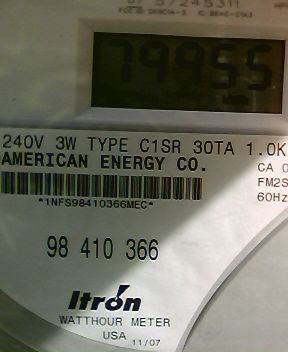 79955
240V 3W TYPE C1SR 30TA 1.0K
AMERICAN ENERGY CO.
CA
FM2S
60Hz
*1NFS98410366MEC*
98 410 366
Itron
WATTHOUR METER
USA 11/07